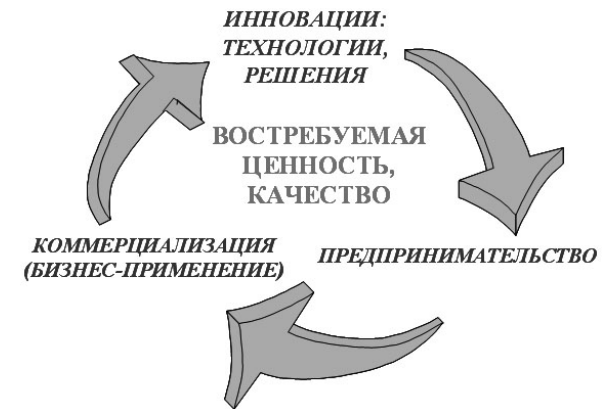 ИННОВАЦИИ:
ТЕХНОЛОГИИ,
РЕШЕНИЯ
ВОСТРЕБУЕМАЯ
ЦЕННОСТЬ,
КАЧЕСТВО
КОММЕРЦИАЛИЗАЦИЯ
(БИЗНЕС-ПРИМЕНЕНИЕ)
ПРЕДПРИНИМАТЕЛЬСТВО